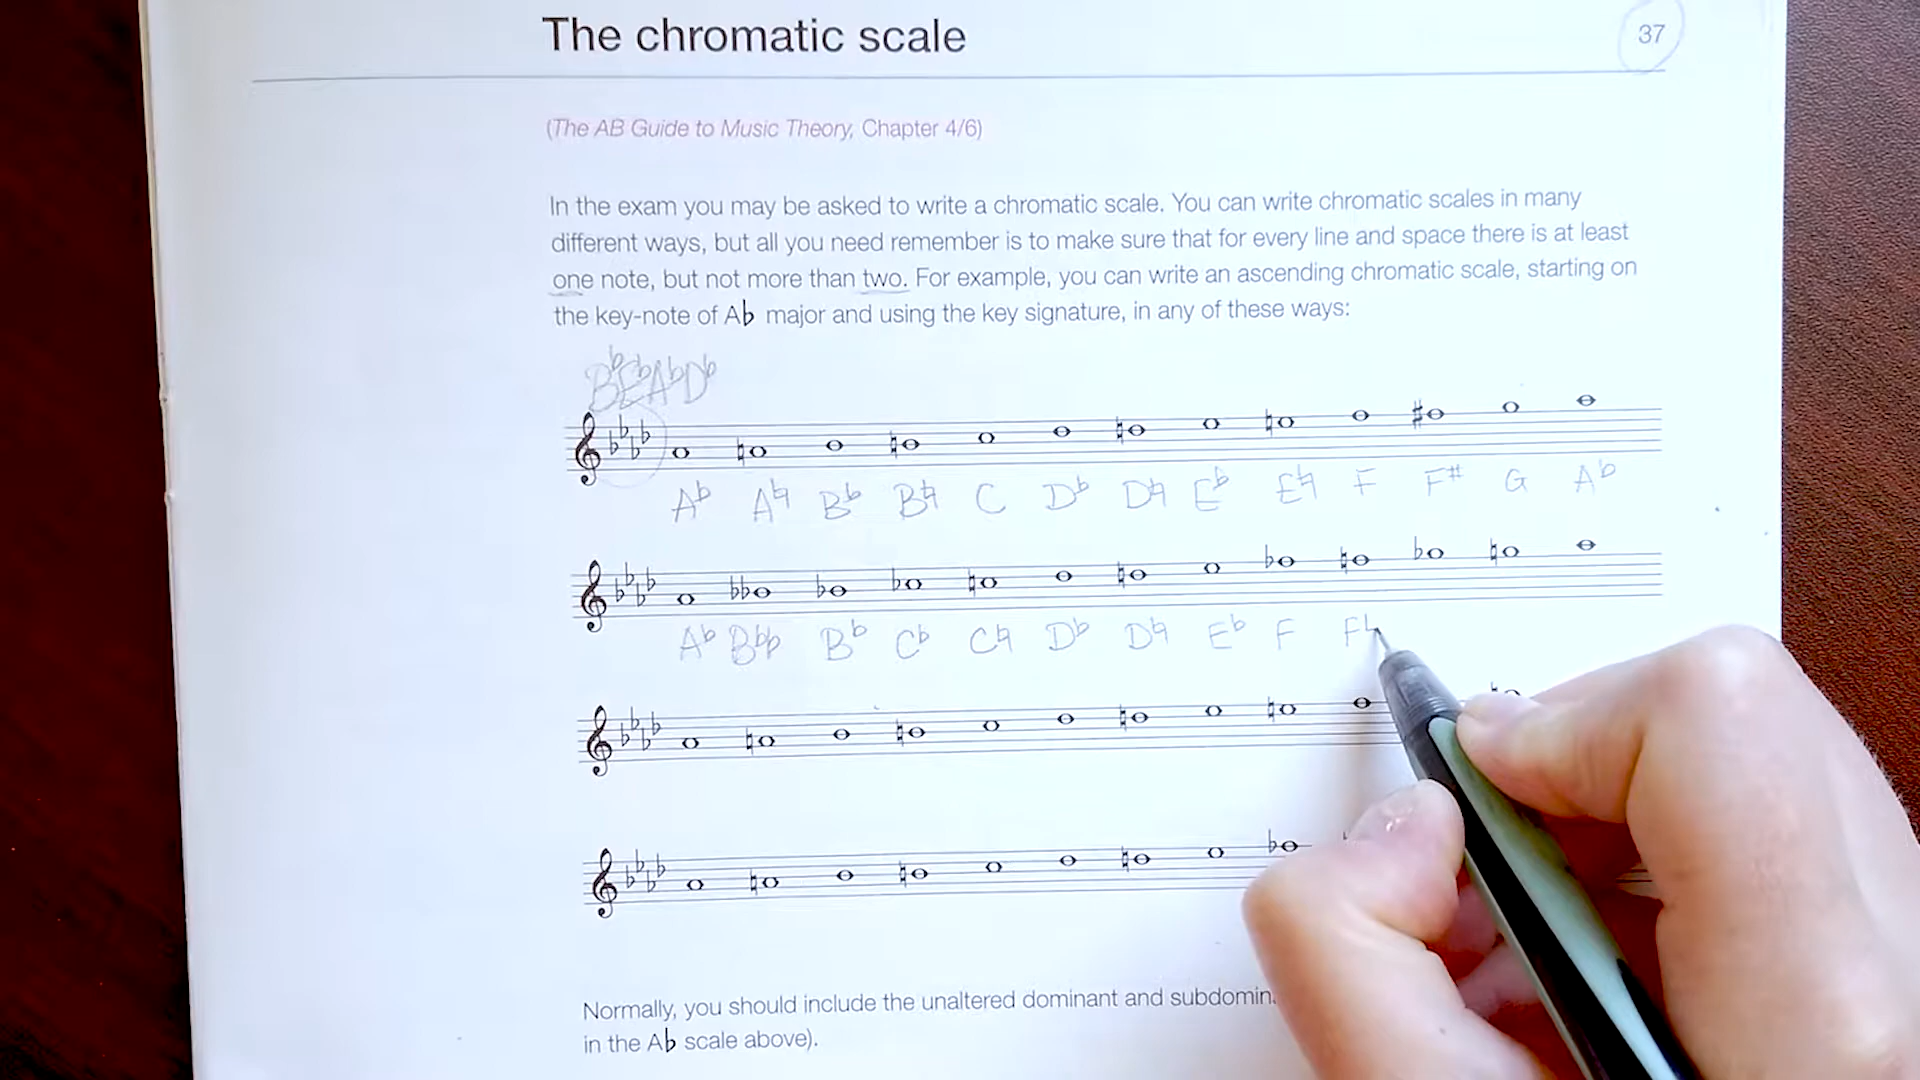 The chromatic scale
37
(The AB Guide to Music Theory, Chapter 4/6)
In the exam you may be asked to write a chromatic scale. You can write chromatic scales in many
different ways, but all you need remember is to make sure that for every line and space there is at least
one note, but not more than two. For example, you can write an ascending chromatic scale, starting on
the key-note of A♭ major and using the key signature, in any of these ways:
B♭E♭A♭D♭
A♭ A♮ B♭ B♮ C D♭ D♮ E♭ E♮ F F# G A♭
A♭ B♭♭ B♭ C♭ C♮ D♭ D♮ E♭ F F♮
Normally, you should include the unaltered dominant and subdomin
in the A♭ scale above).